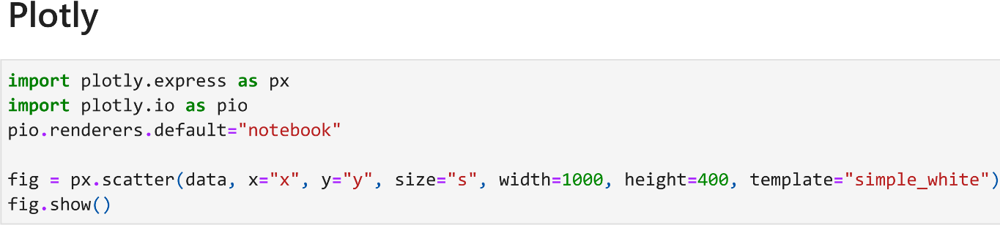 Plotly
import plotly.express as px
import plotly.io as pio
pio.renderers.default="notebook"
fig = px.scatter(data, x="x", y="y", size="s", width=1000, height=400, template="simple_white")
fig.show()